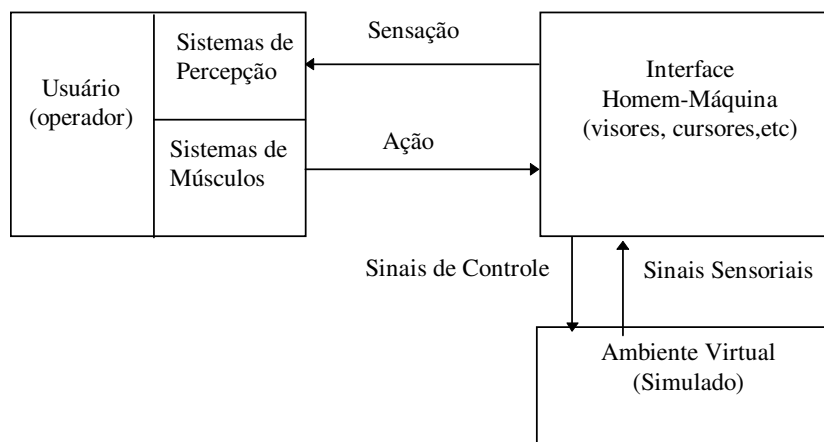 Usuário
(operador)
Sistemas de
Percepção
Sistemas de
Músculos
Sensação
Ação
Interface
Homem-Máquina
(visores, cursores,etc)
Sinais de Controle
Sinais Sensoriais
Ambiente Virtual
(Simulado)